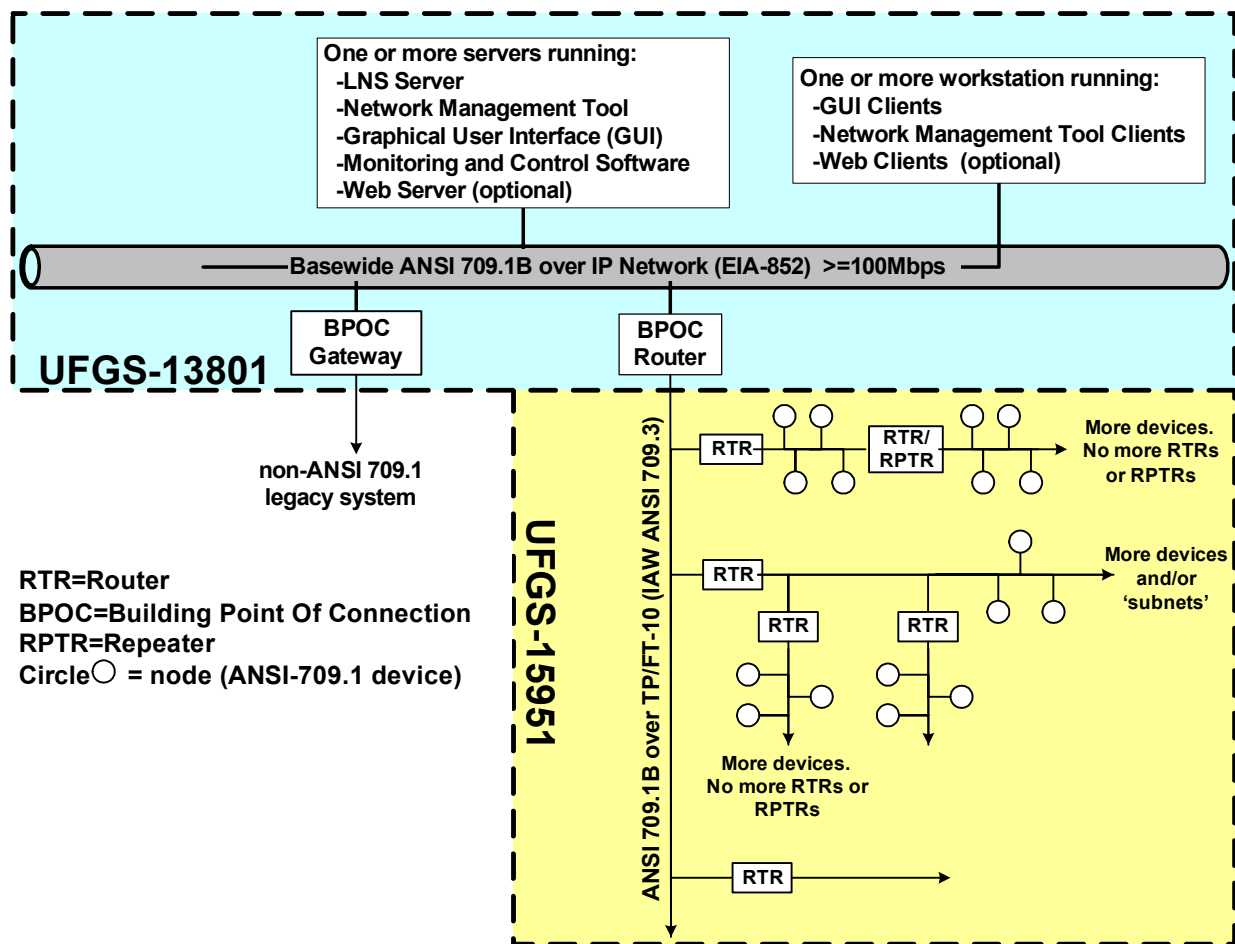 One or more servers running:
-LNS Server
-Network Management Tool
-Graphical User Interface (GUI)
-Monitoring and Control Software
-Web Server (optional)
One or more workstation running:
-GUI Clients
-Network Management Tool Clients
-Web Clients (optional)
Basewide ANSI 709.1B over IP Network (EIA-852) >=100Mbps
BPOC
Gateway
BPOC
Router
UFGS-13801
non-ANSI 709.1
legacy system
RTR=Router
BPOC=Building Point Of Connection
RPTR=Repeater
Circle = node (ANSI-709.1 device)
UFGS-15951
ANSI 709.1B over TP/FT-10 (IAW ANSI 709.3)
RTR
RTR/
RPTR
More devices.
No more RTRs
or RPTRs
RTR
More devices
and/or
‘subnets’
RTR
RTR
More devices.
No more RTRs or
RPTRs
RTR